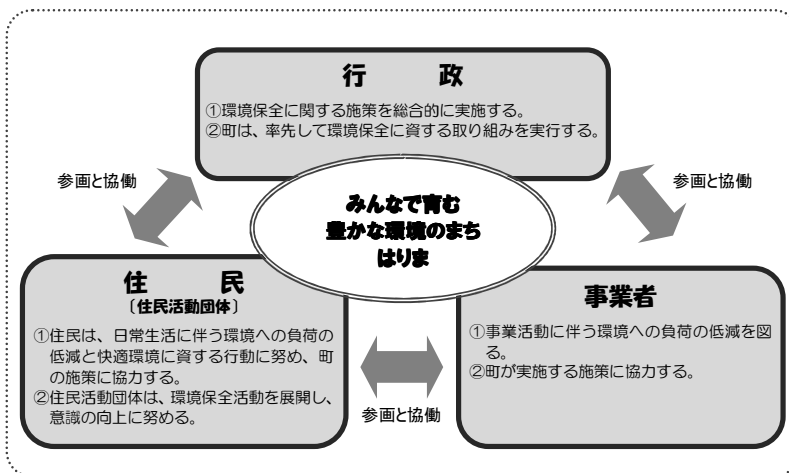 行 政
①環境保全に関する施策を総合的に実施する。
②町は、率先して環境保全に資する取り組みを実行する。
参画と協働
参画と協働
みんなで育む
豊かな環境のまち
はりま
住 民
〔住民活動団体〕
①住民は、日常生活に伴う環境への負荷の
低減と快適環境に資する行動に努め、町
の施策に協力する。
②住民活動団体は、環境保全活動を展開し、
意識の向上に努める。
事業者
①事業活動に伴う環境への負荷の低減を図
る。
②町が実施する施策に協力する。
参画と協働